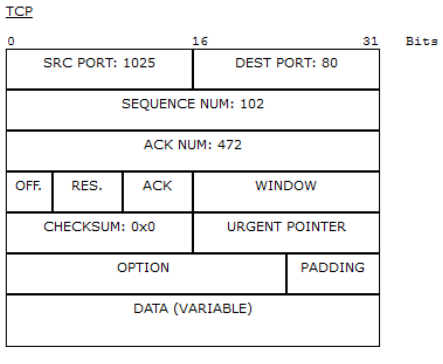 TCP
0 16 31 Bits
SRC PORT: 1025 DEST PORT: 80
SEQUENCE NUM: 102
ACK NUM: 472
OFF. RES. ACK WINDOW
CHECKSUM: 0x0 URGENT POINTER
OPTION PADDING
DATA (VARIABLE)